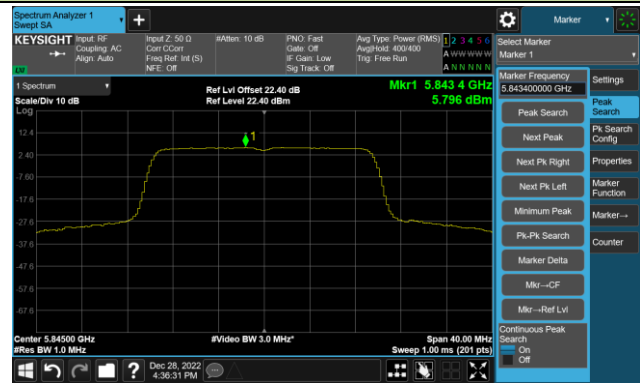 Spectrum Analyzer 1
Swept SA
+
Marker
KEYSIGHT
Input: RF
Coupling: AC
Align: Auto
Input Z: 50 Ω
Corr CCorr
Freq Ref: Int (S)
NFE: Off
#Atten: 10 dB
PNO: Fast
Gate: Off
IF Gain: Low
Sig Track: Off
Avg Type: Power (RMS)
Avg|Hold: 400/400
Trig: Free Run
1 2 3 4 5 6
A W W W W W
A N N N N N
Select Marker
Marker 1
1 Spectrum
Scale/Div 10 dB
Log
Ref Lvl Offset 22.40 dB
Ref Level 22.40 dBm
Mkr1 5.843 4 GHz
5.796 dBm
12.4
2.40
-7.60
-17.6
-27.6
-37.6
-47.6
-57.6
-67.6
1
Center 5.84500 GHz
#Res BW 1.0 MHz
#Video BW 3.0 MHz*
Span 40.00 MHz
Sweep 1.00 ms (201 pts)
Marker Frequency
5.843400000 GHz
Peak Search
Next Peak
Next Pk Right
Next Pk Left
Minimum Peak
Pk-Pk Search
Marker Delta
Mkr→CF
Mkr→Ref Lvl
Continuous Peak
Search
On
Off
Settings
Peak
Search
Pk Search
Config
Properties
Marker
Function
Marker→
Counter
?
Dec 28, 2022
4:36:31 PM